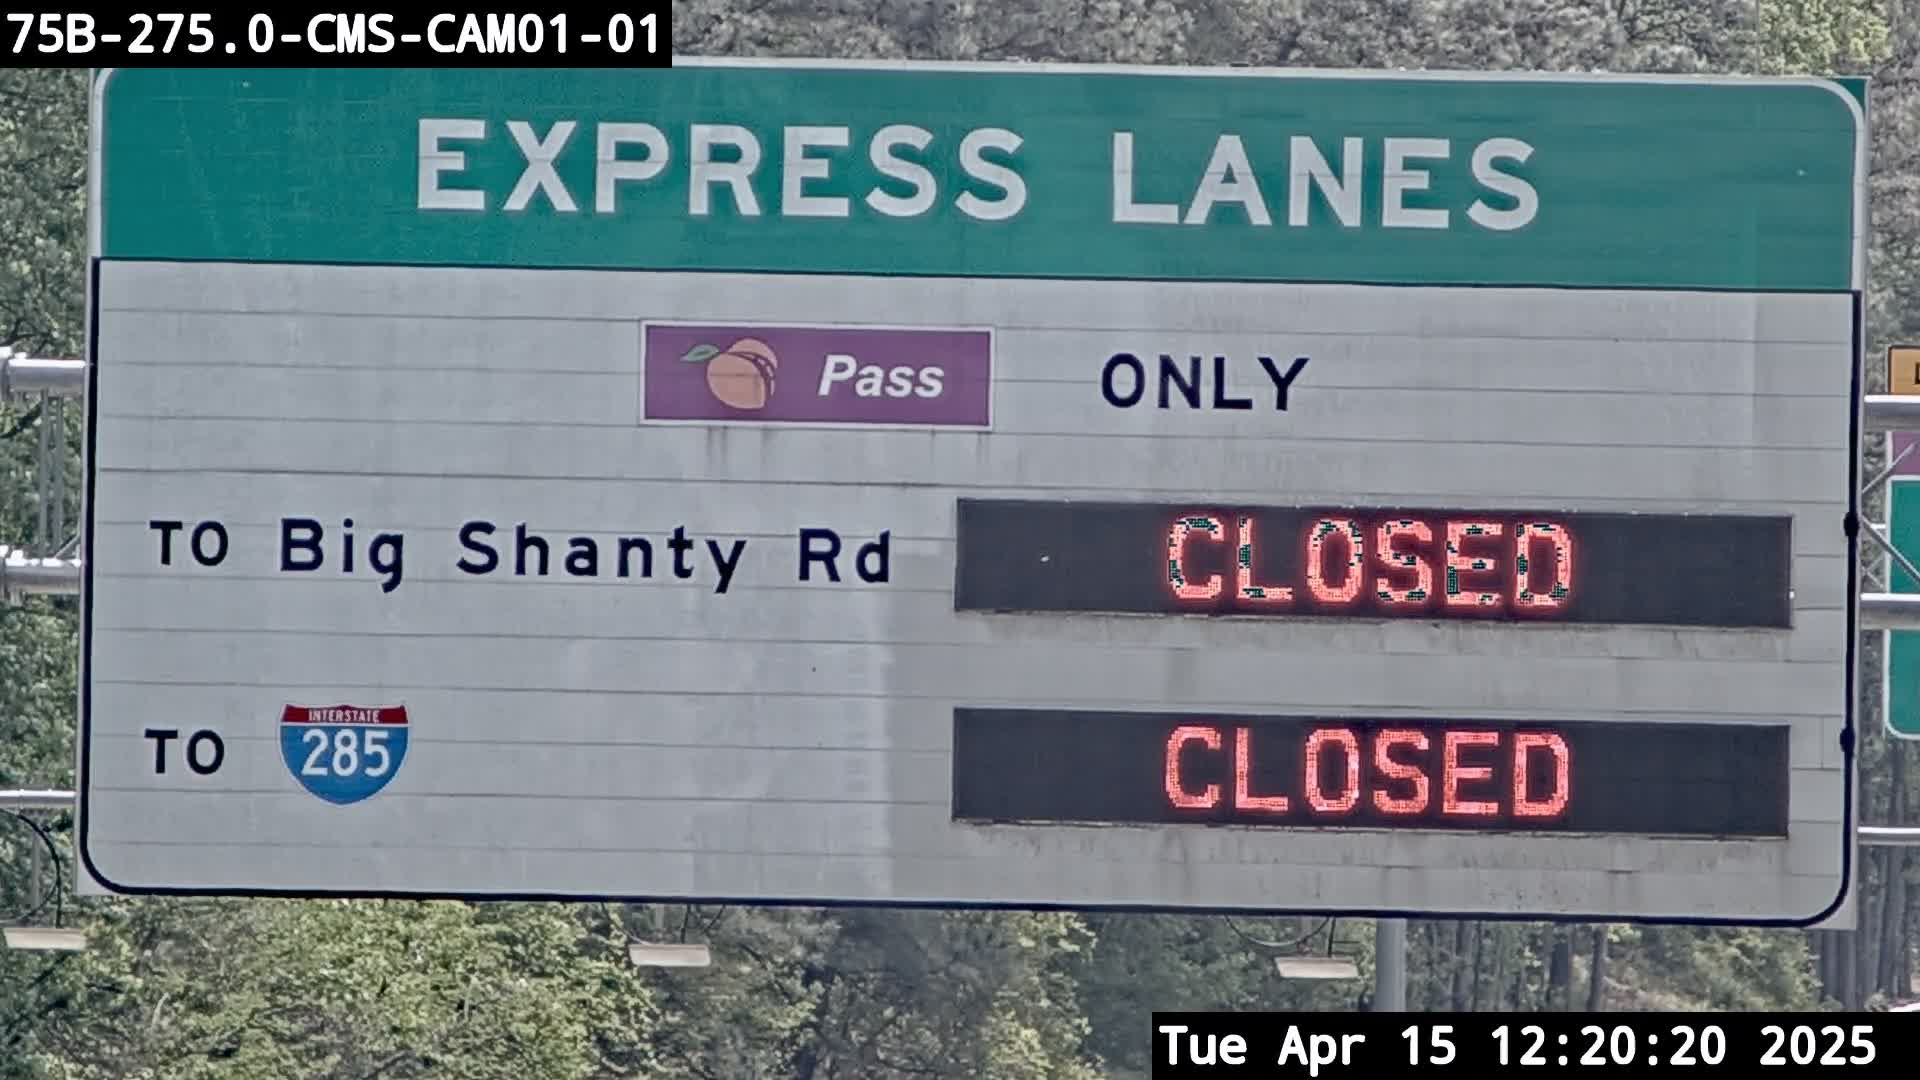 75B-275.0-CMS-CAM01-01
EXPRESS LANES
Pass ONLY
TO Big Shanty Rd CLOSED
TO INTERSTATE 285 CLOSED
Tue Apr 15 12:20:20 2025